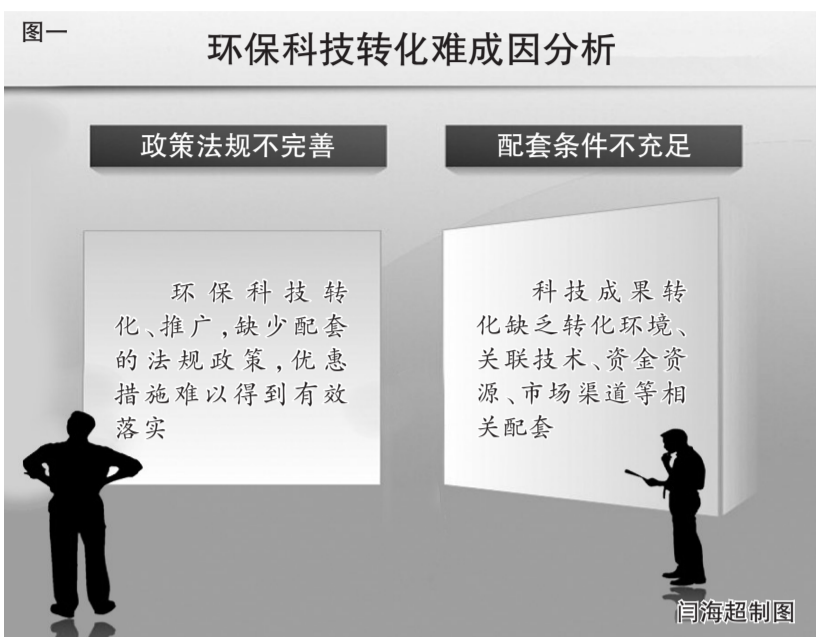 图一
环保科技转化难成因分析
政策法规不完善
环保科技转
化、推广,缺少配套
的法规政策,优惠
措施难以得到有效
落实
配套条件不充足
科技成果转
化缺乏转化环境、
关联技术、资金资
源、市场渠道等相
关配套
闫海超制图